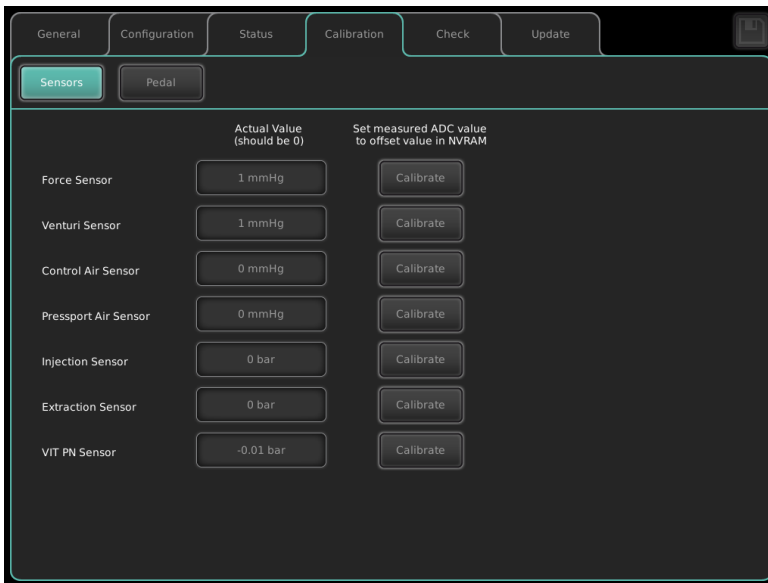 General Configuration Status Calibration Check Update
Sensors Pedal
Actual Value Set measured ADC value
(should be 0) to offset value in NVRAM
Force Sensor 1 mmHg Calibrate
Venturi Sensor 1 mmHg Calibrate
Control Air Sensor 0 mmHg Calibrate
Pressport Air Sensor 0 mmHg Calibrate
Injection Sensor 0 bar Calibrate
Extraction Sensor 0 bar Calibrate
VIT PN Sensor -0.01 bar Calibrate